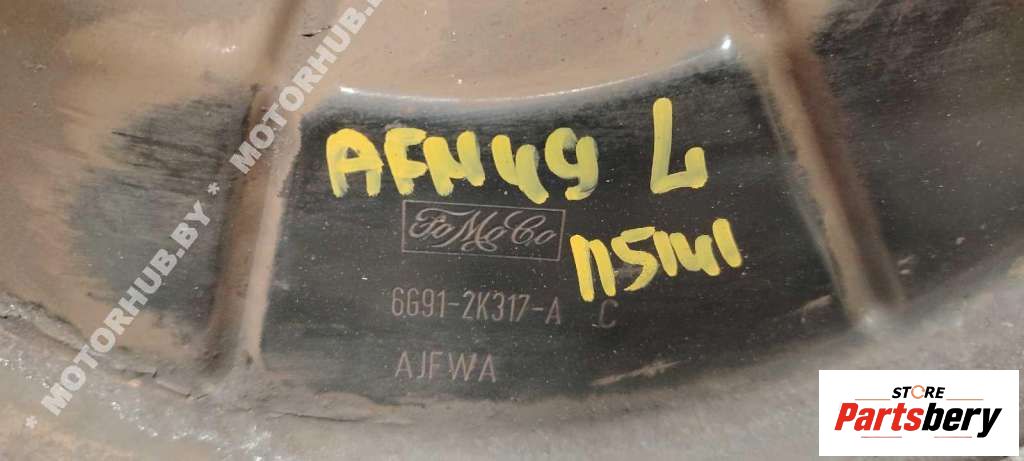 * MOTORHUB.BY * MOTORHUB.BY
AFN49 L
FoMoCo
115141
6G91-2K317-A C
AJFWA
STORE
Partsbery